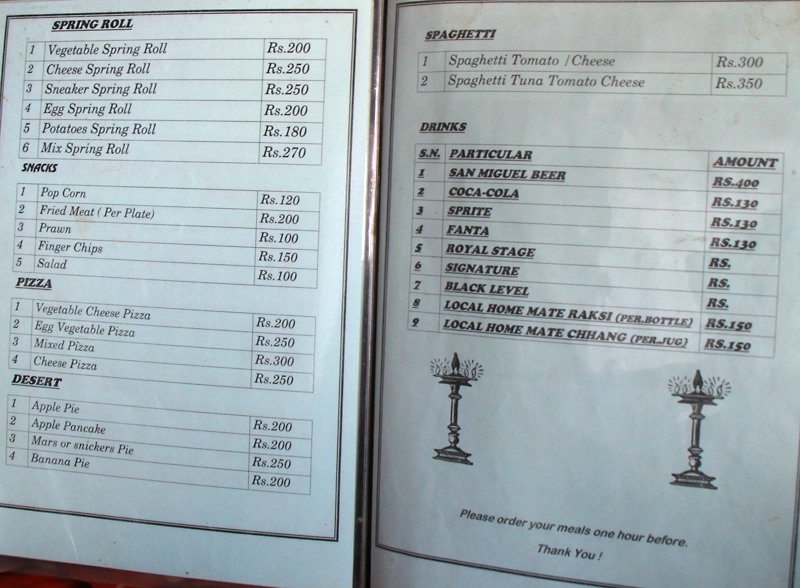 SPRING ROLL
1 Vegetable Spring Roll Rs.200
2 Cheese Spring Roll Rs.250
3 Sneaker Spring Roll Rs.250
4 Egg Spring Roll Rs.200
5 Potatoes Spring Roll Rs.180
6 Mix Spring Roll Rs.270
SNACKS
1 Pop Corn Rs.120
2 Fried Meat ( Per Plate) Rs.200
3 Prawn Rs.100
4 Finger Chips Rs.150
5 Salad Rs.100
PIZZA
1 Vegetable Cheese Pizza Rs.200
2 Egg Vegetable Pizza Rs.250
3 Mixed Pizza Rs.300
4 Cheese Pizza Rs.250
DESERT
1 Apple Pie Rs.200
2 Apple Pancake Rs.200
3 Mars or snickers Pie Rs.250
4 Banana Pie Rs.200
SPAGHETTI
1 Spaghetti Tomato / Cheese Rs.300
2 Spaghetti Tuna Tomato Cheese Rs.350
DRINKS
S.N. PARTICULAR AMOUNT
1 SAN MIGUEL BEER RS.400
2 COCA-COLA RS.130
3 SPRITE RS.130
4 FANTA RS.130
5 ROYAL STAGE RS.
6 SIGNATURE RS.
7 BLACK LEVEL RS.
8 LOCAL HOME MATE RAKSI (PER.BOTTLE) RS.150
9 LOCAL HOME MATE CHHANG (PER.JUG) RS.150
Please order your meals one hour before.
Thank You !